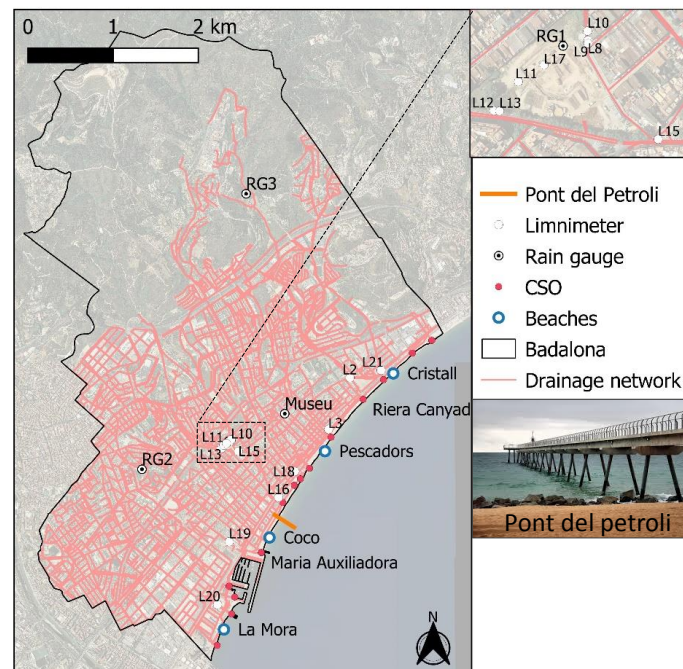 0 1 2 km
RG3
L2
L21
Cristall
Riera Canyad
Museu
L3
Pescadors
L11
L10
L13
L15
RG2
L18
L16
L19
Coco
Maria Auxiliadora
L20
La Mora
N
L10
RG1
L9
L8
L17
L11
L12
L13
L15
Pont del Petroli
Limnimeter
Rain gauge
CSO
Beaches
Badalona
Drainage network
Pont del petroli